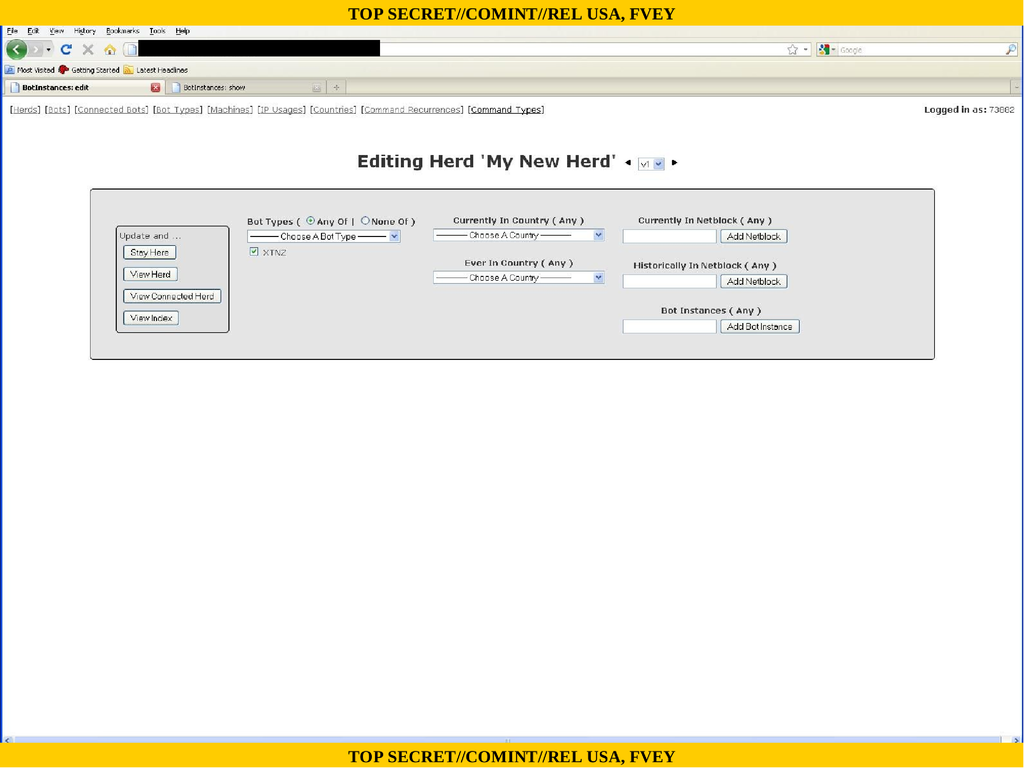 TOP SECRET//COMINT//REL USA, FVEY
File Edit View History Bookmarks Tools Help
Google
Most Visited Getting Started Latest Headlines
BotInstances: edit BotInstances: show
[Herds] [Bots] [Connected Bots] [Bot Types] [Machines] [IP Usages] [Countries] [Command Recurrences] [Command Types] Logged in as: 73882
Editing Herd 'My New Herd' v1
Bot Types ( Any Of | None Of ) Currently In Country ( Any ) Currently In Netblock ( Any )
Update and ... Choose A Bot Type Choose A Country Add Netblock
Stay Here XTNZ
Ever In Country ( Any ) Historically In Netblock ( Any )
View Herd Choose A Country Add Netblock
View Connected Herd
Bot Instances ( Any )
View Index Add Bot Instance
TOP SECRET//COMINT//REL USA, FVEY